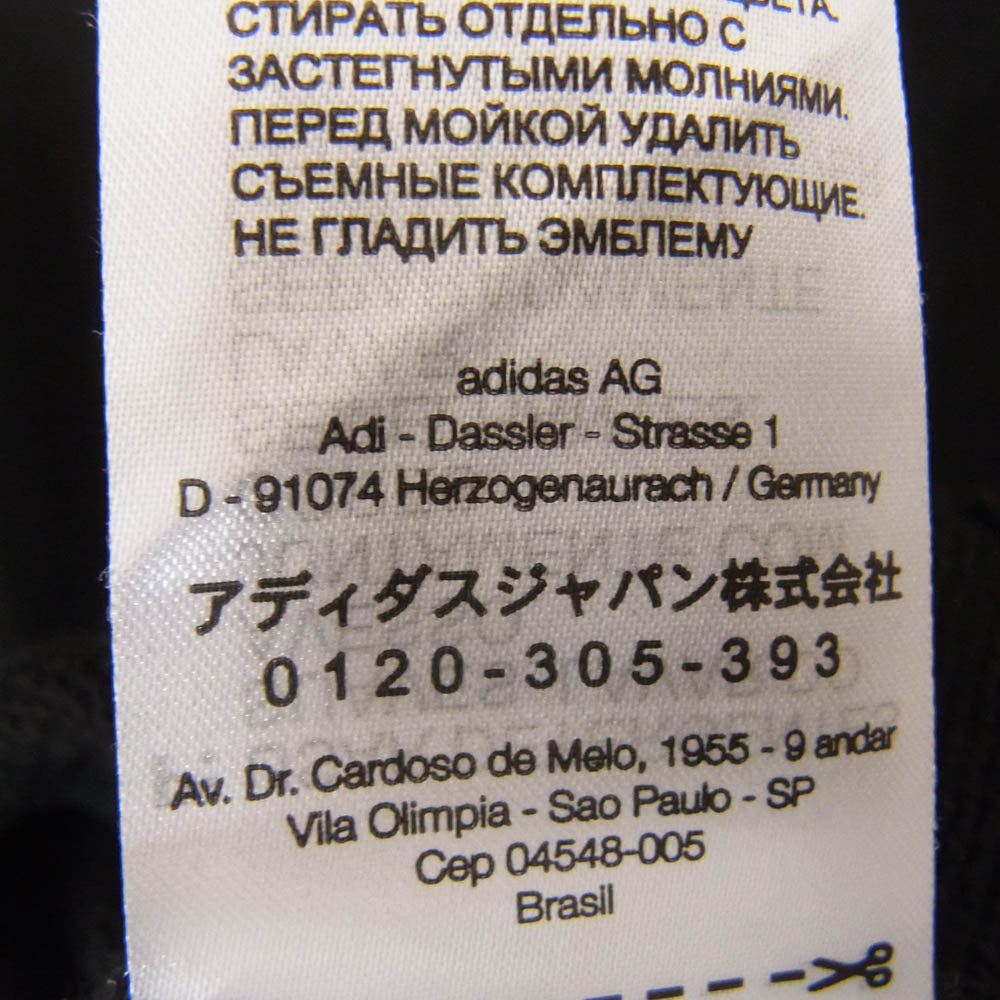 ЦВЕТА.
СТИРАТЬ ОТДЕЛЬНО С
ЗАСТЕГНУТЫМИ МОЛНИЯМИ.
ПЕРЕД МОЙКОЙ УДАЛИТЬ
СЪЕМНЫЕ КОМПЛЕКТУЮЩИЕ.
НЕ ГЛАДИТЬ ЭМБЛЕМУ
adidas AG
Adi - Dassler - Strasse 1
D - 91074 Herzogenaurach / Germany
アディダスジャパン株式会社
0120-305-393
Av. Dr. Cardoso de Melo, 1955 - 9 andar
Vila Olimpia - Sao Paulo - SP
Cep 04548-005
Brasil